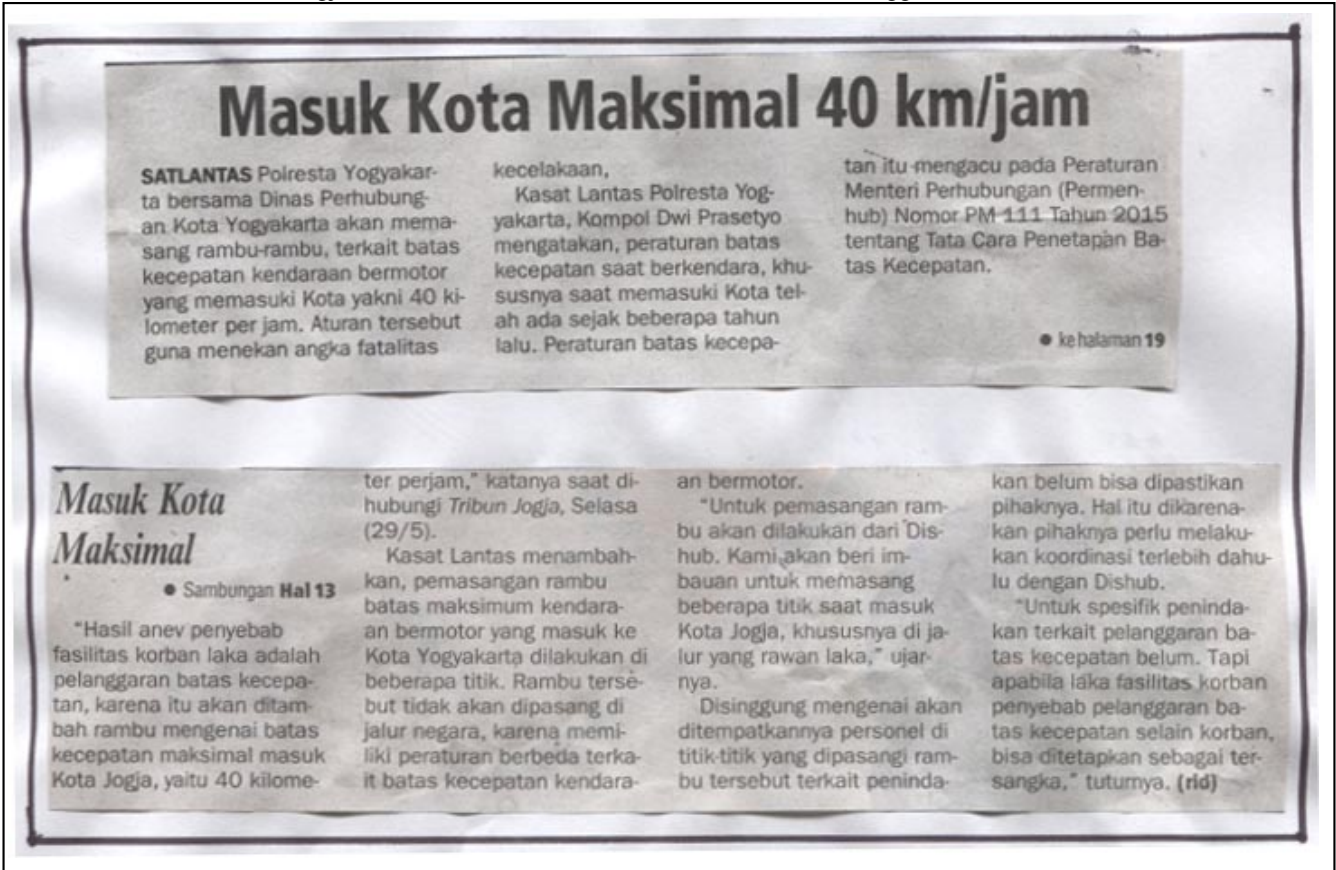 Masuk Kota Maksimal 40 km/jam
SATLANTAS Polresta Yogyakar-
ta bersama Dinas Perhubung-
an Kota Yogyakarta akan mema-
sang rambu-rambu, terkait batas
kecepatan kendaraan bermotor
yang memasuki Kota yakni 40 ki-
lometer per jam. Aturan tersebut
guna menekan angka fatalitas
kecelakaan,
Kasat Lantas Polresta Yog-
yakarta, Kompol Dwi Prasetyo
mengatakan, peraturan batas
kecepatan saat berkendara, khu-
susnya saat memasuki Kota tel-
ah ada sejak beberapa tahun
lalu. Peraturan batas kecepa-
tan itu mengacu pada Peraturan
Menteri Perhubungan (Permen-
hub) Nomor PM 111 Tahun 2015
tentang Tata Cara Penetapan Ba-
tas Kecepatan.
● ke halaman 19
Masuk Kota
Maksimal
● Sambungan Hal 13
"Hasil anev penyebab
fasilitas korban laka adalah
pelanggaran batas kecepa-
tan, karena itu akan ditam-
bah rambu mengenai batas
kecepatan maksimal masuk
Kota Jogja, yaitu 40 kilome-
ter perjam," katanya saat di-
hubungi Tribun Jogja, Selasa
(29/5).
Kasat Lantas menambah-
kan, pemasangan rambu
batas maksimum kendara-
an bermotor yang masuk ke
Kota Yogyakarta dilakukan di
beberapa titik. Rambu terse-
but tidak akan dipasang di
jalur negara, karena memi-
liki peraturan berbeda terka-
it batas kecepatan kendara-
an bermotor.
"Untuk pemasangan ram-
bu akan dilakukan dari Dis-
hub. Kami akan beri im-
bauan untuk memasang
beberapa titik saat masuk
Kota Jogja, khususnya di ja-
lur yang rawan laka," ujar-
nya.
Disinggung mengenai akan
ditempatkannya personel di
titik-titik yang dipasangi ram-
bu tersebut terkait peninda-
kan belum bisa dipastikan
pihaknya. Hal itu dikarena-
kan pihaknya perlu melaku-
kan koordinasi terlebih dahu-
lu dengan Dishub.
"Untuk spesifik peninda-
kan terkait pelanggaran ba-
tas kecepatan belum. Tapi
apabila laka fasilitas korban
penyebab pelanggaran ba-
tas kecepatan selain korban,
bisa ditetapkan sebagai ter-
sangka," tuturnya. (rid)